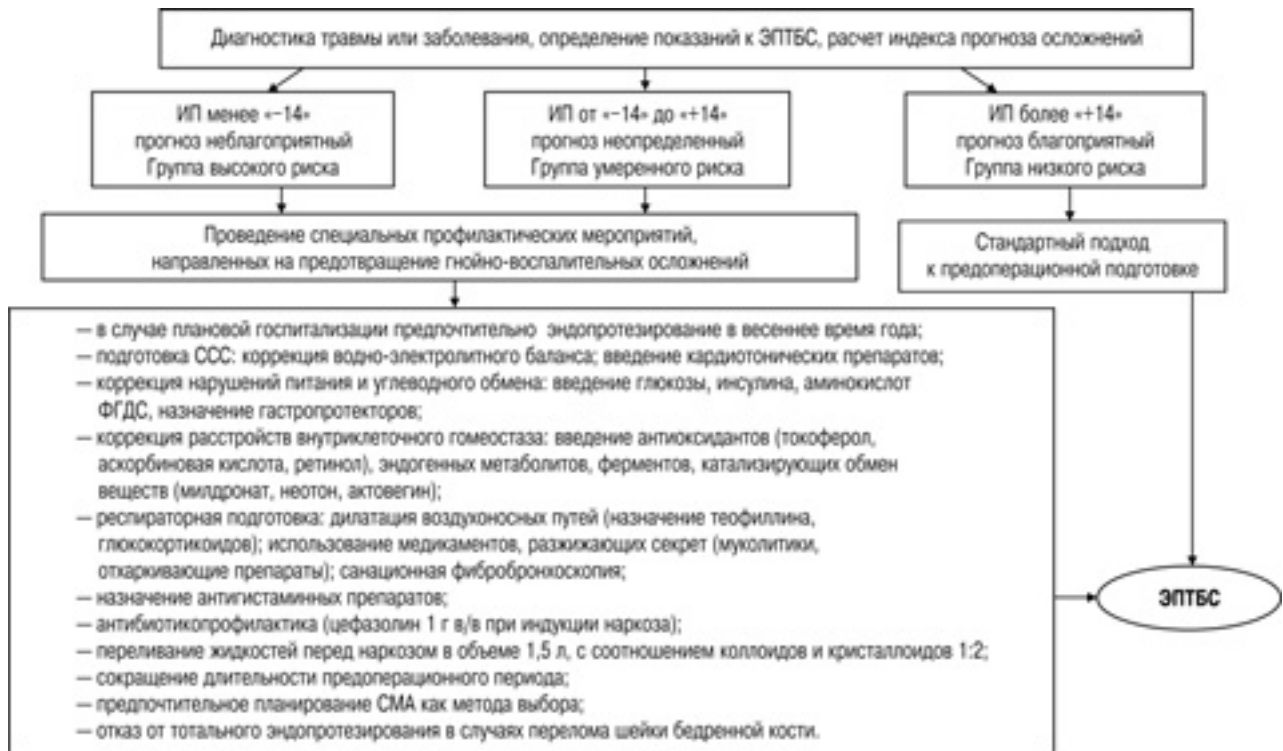 Диагностика травмы или заболевания, определение показаний к ЭПТБС, расчет индекса прогноза осложнений
ИП менее «−14»
прогноз неблагоприятный
Группа высокого риска
ИП от «−14» до «+14»
прогноз неопределенный
Группа умеренного риска
ИП более «+14»
прогноз благоприятный
Группа низкого риска
Проведение специальных профилактических мероприятий,
направленных на предотвращение гнойно-воспалительных осложнений
Стандартный подход
к предоперационной подготовке
— в случае плановой госпитализации предпочтительно эндопротезирование в весеннее время года;
— подготовка ССС: коррекция водно-электролитного баланса; введение кардиотонических препаратов;
— коррекция нарушений питания и углеводного обмена: введение глюкозы, инсулина, аминокислот
ФГДС, назначение гастропротекторов;
— коррекция расстройств внутриклеточного гомеостаза: введение антиоксидантов (токоферол,
аскорбиновая кислота, ретинол), эндогенных метаболитов, ферментов, катализирующих обмен
веществ (милдронат, неотон, актовегин);
— респираторная подготовка: дилатация воздухоносных путей (назначение теофиллина,
глюкокортикоидов); использование медикаментов, разжижающих секрет (муколитики,
отхаркивающие препараты); санационная фибробронхоскопия;
— назначение антигистаминных препаратов;
— антибиотикопрофилактика (цефазолин 1 г в/в при индукции наркоза);
— переливание жидкостей перед наркозом в объеме 1,5 л, с соотношением коллоидов и кристаллоидов 1:2;
— сокращение длительности предоперационного периода;
— предпочтительное планирование СМА как метода выбора;
— отказ от тотального эндопротезирования в случаях перелома шейки бедренной кости.
ЭПТБС